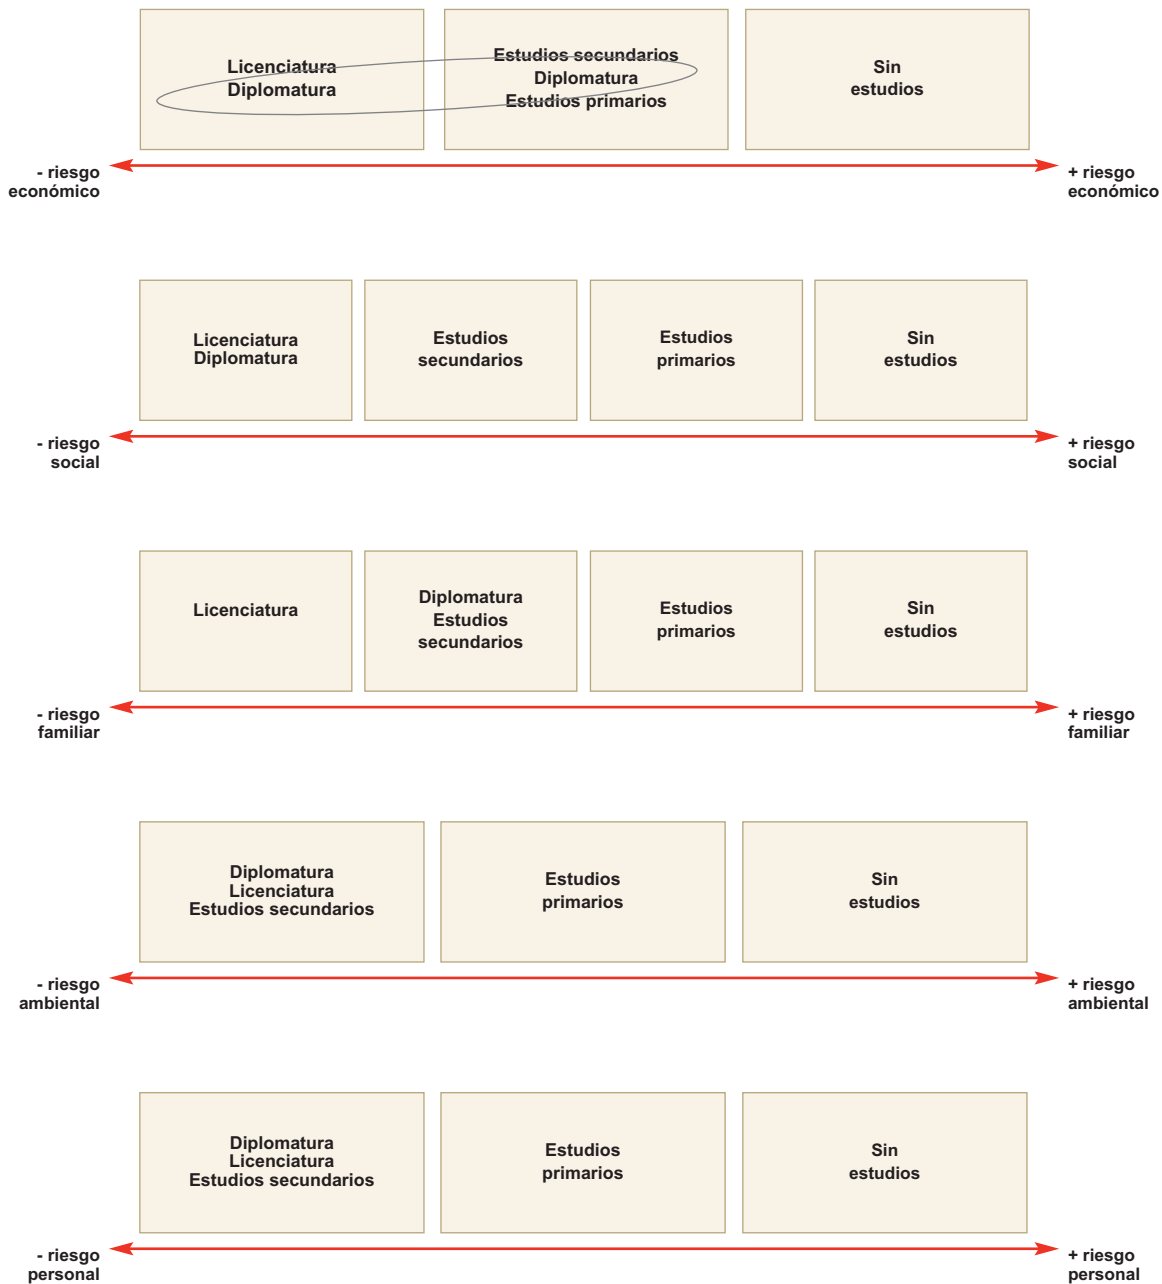 Licenciatura
Diplomatura
Estudios secundarios
Diplomatura
Estudios primarios
Sin
estudios
- riesgo
económico
+ riesgo
económico
Licenciatura
Diplomatura
Estudios
secundarios
Estudios
primarios
Sin
estudios
- riesgo
social
+ riesgo
social
Licenciatura
Diplomatura
Estudios
secundarios
Estudios
primarios
Sin
estudios
- riesgo
familiar
+ riesgo
familiar
Diplomatura
Licenciatura
Estudios secundarios
Estudios
primarios
Sin
estudios
- riesgo
ambiental
+ riesgo
ambiental
Diplomatura
Licenciatura
Estudios secundarios
Estudios
primarios
Sin
estudios
- riesgo
personal
+ riesgo
personal